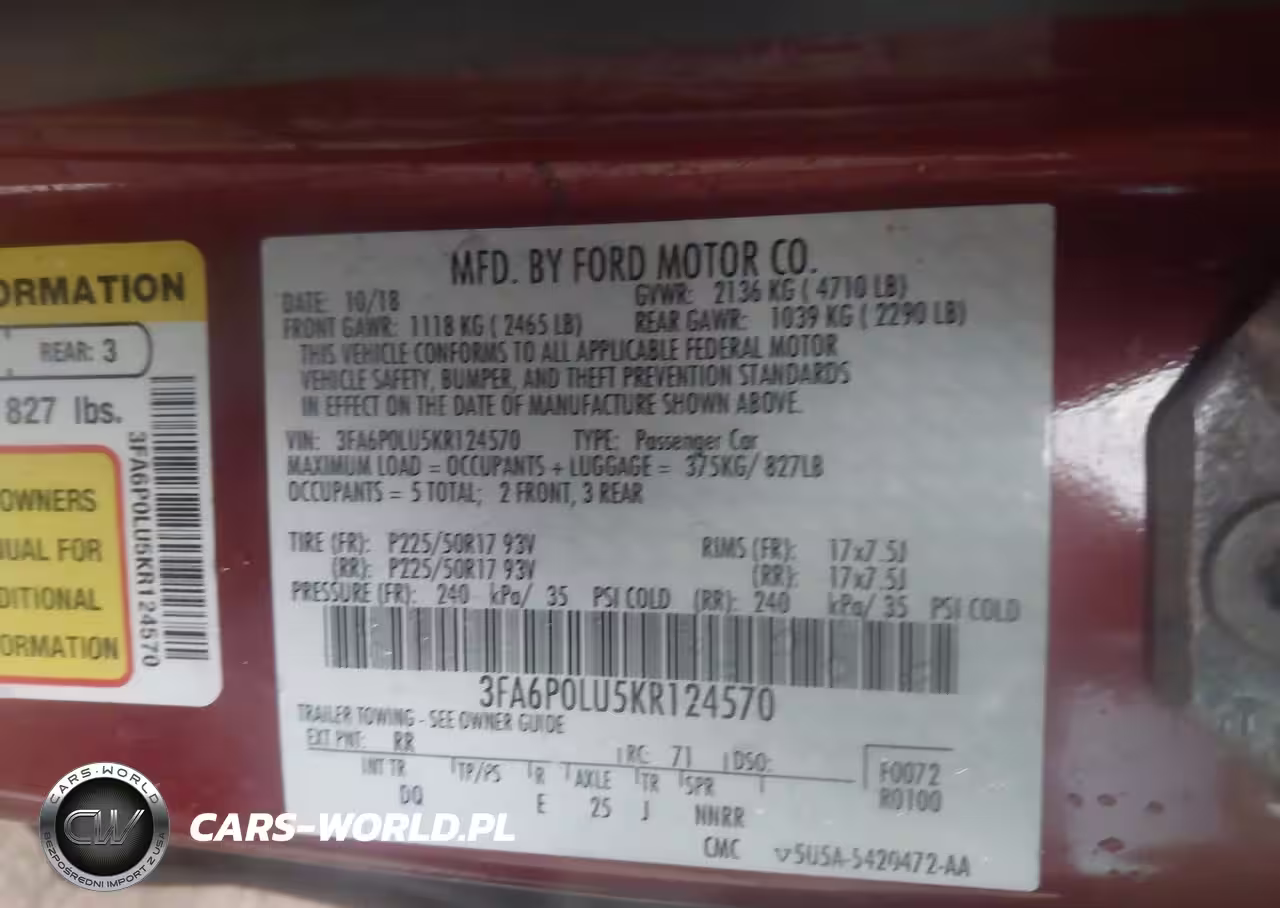 ORMATION
REAR: 3
827 lbs.
3FA6P0LU5KR124570
OWNERS
UAL FOR
DITIONAL
ORMATION
MFD. BY FORD MOTOR CO.
DATE: 10/18
GVWR: 2136 KG ( 4710 LB)
FRONT GAWR: 1118 KG ( 2465 LB)
REAR GAWR: 1039 KG ( 2290 LB)
THIS VEHICLE CONFORMS TO ALL APPLICABLE FEDERAL MOTOR
VEHICLE SAFETY, BUMPER, AND THEFT PREVENTION STANDARDS
IN EFFECT ON THE DATE OF MANUFACTURE SHOWN ABOVE.
VIN: 3FA6P0LU5KR124570 TYPE: Passenger Car
MAXIMUM LOAD = OCCUPANTS + LUGGAGE = 375KG/ 827LB
OCCUPANTS = 5 TOTAL; 2 FRONT, 3 REAR
TIRE (FR): P225/50R17 93V RIMS (FR): 17x7.5J
(RR): P225/50R17 93V (RR): 17x7.5J
PRESSURE (FR): 240 kPa/ 35 PSI COLD (RR): 240 kPa/ 35 PSI COLD
3FA6P0LU5KR124570
TRAILER TOWING - SEE OWNER GUIDE
EXT PNT: RR RC: 71 DSO:
F0072
R0100
INT TR TP/PS R AXLE TR SPR
DQ E 25 J NNRR
CMC 5U5A-5420472-AA
CARS-WORLD
CW
BEZPOŚREDNI IMPORT Z USA
CARS-WORLD.PL